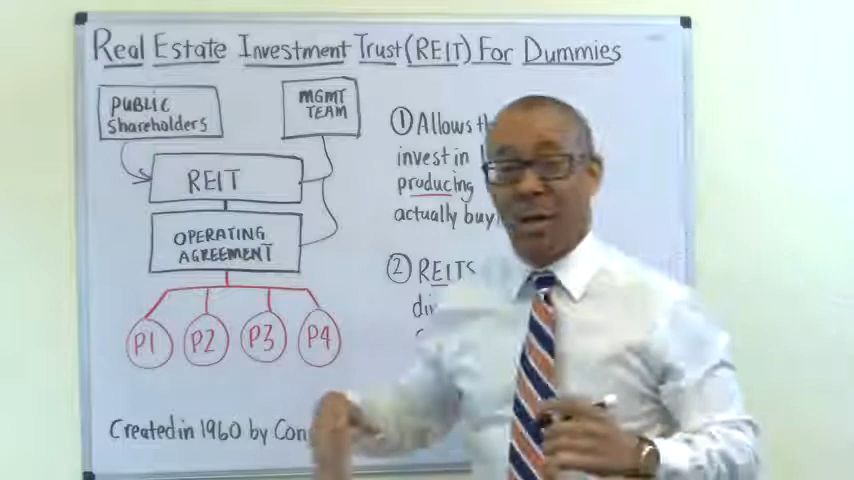 Real Estate Investment Trust (REIT) For Dummies
PUBLIC
Shareholders
MGMT
TEAM
REIT
OPERATING
AGREEMENT
P1 P2 P3 P4
① Allows
invest in
producing
actually buy
② REITS
Created in 1960 by